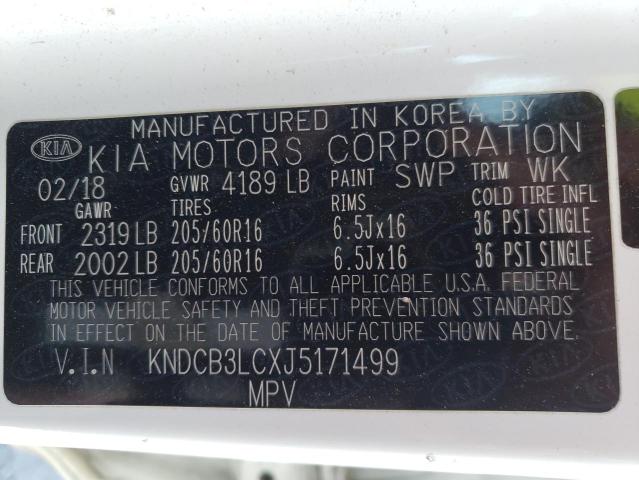 MANUFACTURED IN KOREA BY
KIA KIA MOTORS CORPORATION
02/18 GVWR 4189 LB PAINT SWP TRIM WK
GAWR TIRES RIMS COLD TIRE INFL
FRONT 2319 LB 205/60R16 6.5Jx16 36 PSI SINGLE
REAR 2002 LB 205/60R16 6.5Jx16 36 PSI SINGLE
THIS VEHICLE CONFORMS TO ALL APPLICABLE U.S.A. FEDERAL
MOTOR VEHICLE SAFETY AND THEFT PREVENTION STANDARDS
IN EFFECT ON THE DATE OF MANUFACTURE SHOWN ABOVE.
V.I.N KNDCB3LCXJ5171499
MPV